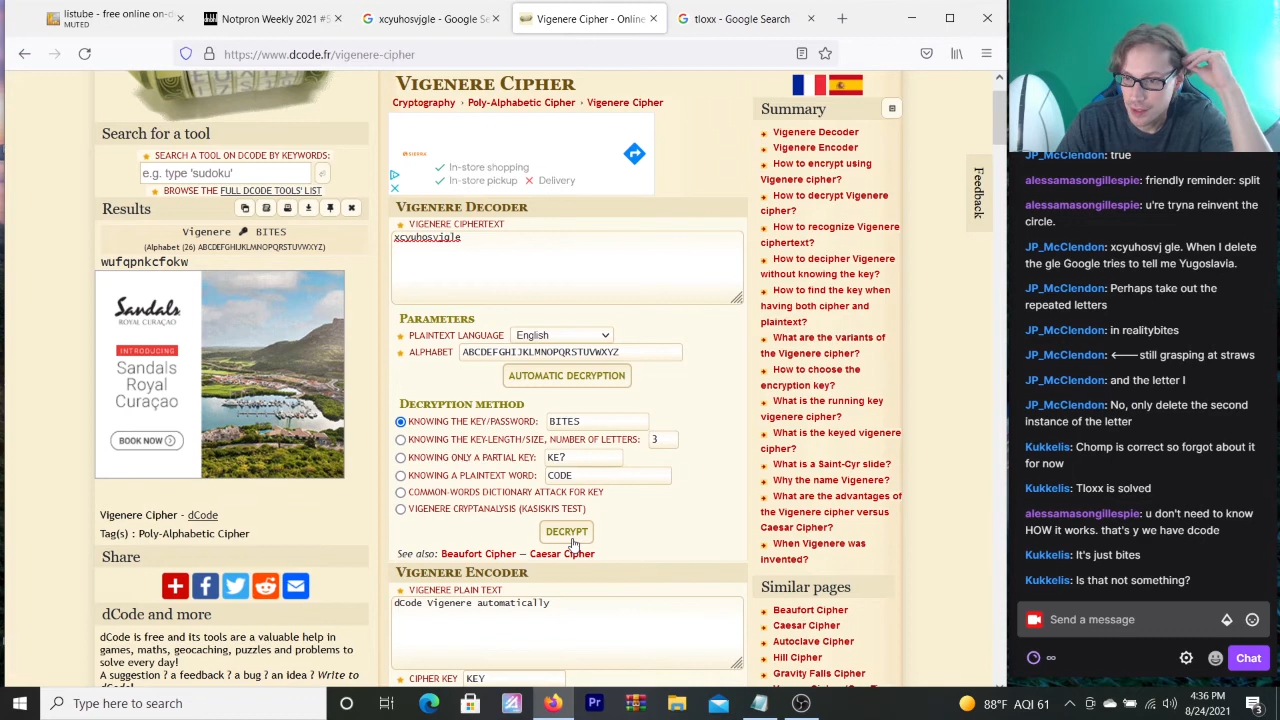 listube - founder of
MUTED
Notpron Weekly 2021 #5
xcyuhosvjgle - Google Se
Vigenere Cipher - Online
tloxx - Google Search
https://www.dcode.fr/vigenere-cipher
Search for a tool
SEARCH A TOOL ON DCODE BY KEYWORDS:
e.g. type 'sudoku'
BROWSE THE FULL DCODE TOOLS' LIST
Results
Vigenere BITES
(Alphabet (26) ABCDEFGHIJKLMNOPQRSTUVWXYZ)
wufqpnkcfokw
Sandals
ROYAL CURAÇAO
INTRODUCING
Sandals
Royal
Curaçao
BOOK NOW
Vigenere Cipher - dCode
Tag(s) : Poly-Alphabetic Cipher
Share
dCode and more
dCode is free and its tools are a valuable help in
games, maths, geocaching, puzzles and problems to
solve every day!
A suggestion ? a feedback ? a bug ? an idea ? Write to
VIGENERE CIPHER
Cryptography › Poly-Alphabetic Cipher › Vigenere Cipher
SIERRA
In-store shopping
In-store pickup Delivery
VIGENERE DECODER
VIGENERE CIPHERTEXT
xcyuhosvjgle
PARAMETERS
PLAINTEXT LANGUAGE English
ALPHABET ABCDEFGHIJKLMNOPQRSTUVWXYZ
AUTOMATIC DECRYPTION
DECRYPTION METHOD
KNOWING THE KEY/PASSWORD: BITES
KNOWING THE KEY-LENGTH/SIZE, NUMBER OF LETTERS: 3
KNOWING ONLY A PARTIAL KEY: KE?
KNOWING A PLAINTEXT WORD: CODE
COMMON-WORDS DICTIONARY ATTACK FOR KEY
VIGENERE CRYPTANALYSIS (KASISKI'S TEST)
DECRYPT
See also: Beaufort Cipher – Caesar Cipher
VIGENERE ENCODER
VIGENERE PLAIN TEXT
dCode Vigenere automatically
CIPHER KEY KEY
Summary
Vigenere Decoder
Vigenere Encoder
How to encrypt using
Vigenere cipher?
How to decrypt Vigenere
cipher?
How to recognize Vigenere
ciphertext?
How to decipher Vigenere
without knowing the key?
How to find the key when
having both cipher and
plaintext?
What are the variants of
the Vigenere cipher?
How to choose the
encryption key?
What is the running key
vigenere cipher?
What is the keyed vigenere
cipher?
What is a Saint-Cyr slide?
Why the name Vigenere?
What are the advantages of
the Vigenere cipher versus
Caesar Cipher?
When Vigenere was
invented?
Similar pages
Beaufort Cipher
Caesar Cipher
Autoclave Cipher
Hill Cipher
Gravity Falls Cipher
Feedback
JP_McClendon: true
alessamasongillespie: friendly reminder: split
alessamasongillespie: u're tryna reinvent the
circle.
JP_McClendon: xcyuhosvj gle. When I delete
the gle Google tries to tell me Yugoslavia.
JP_McClendon: Perhaps take out the
repeated letters
JP_McClendon: in realitybites
JP_McClendon: <---still grasping at straws
JP_McClendon: and the letter I
JP_McClendon: No, only delete the second
instance of the letter
Kukkelis: Chomp is correct so forgot about it
for now
Kukkelis: Tloxx is solved
alessamasongillespie: u don't need to know
HOW it works. that's y we have dcode
Kukkelis: It's just bites
Kukkelis: Is that not something?
Send a message
Chat
Type here to search
Pr
88°F AQI 61
4:36 PM
8/24/2021
3